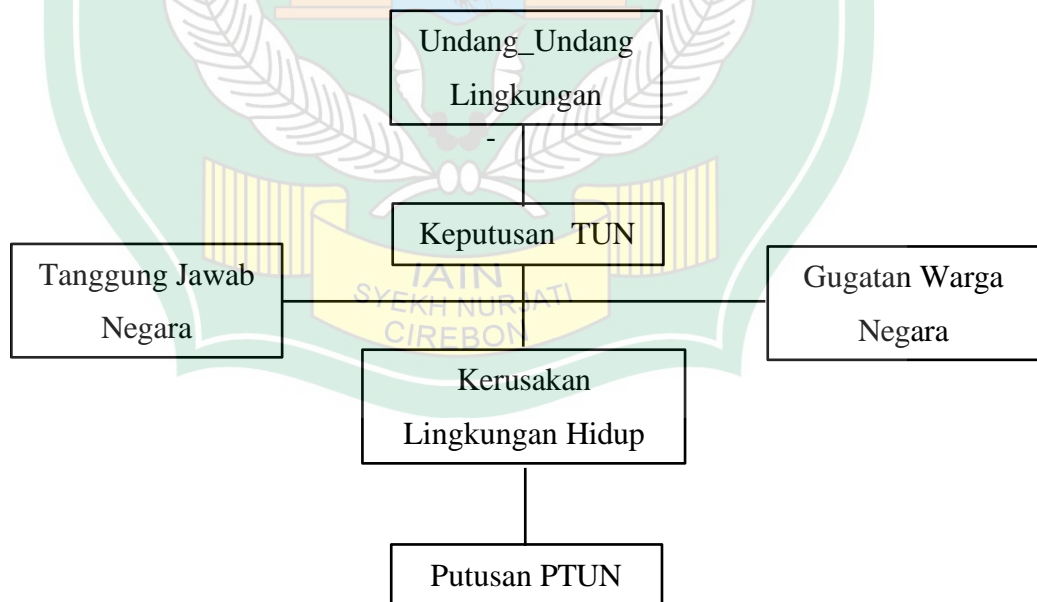 Undang_Undang
Lingkungan
-
Keputusan TUN
Tanggung Jawab
Negara
Gugatan Warga
Negara
IAIN
SYEKH NURJATI
CIREBON
Kerusakan
Lingkungan Hidup
Putusan PTUN